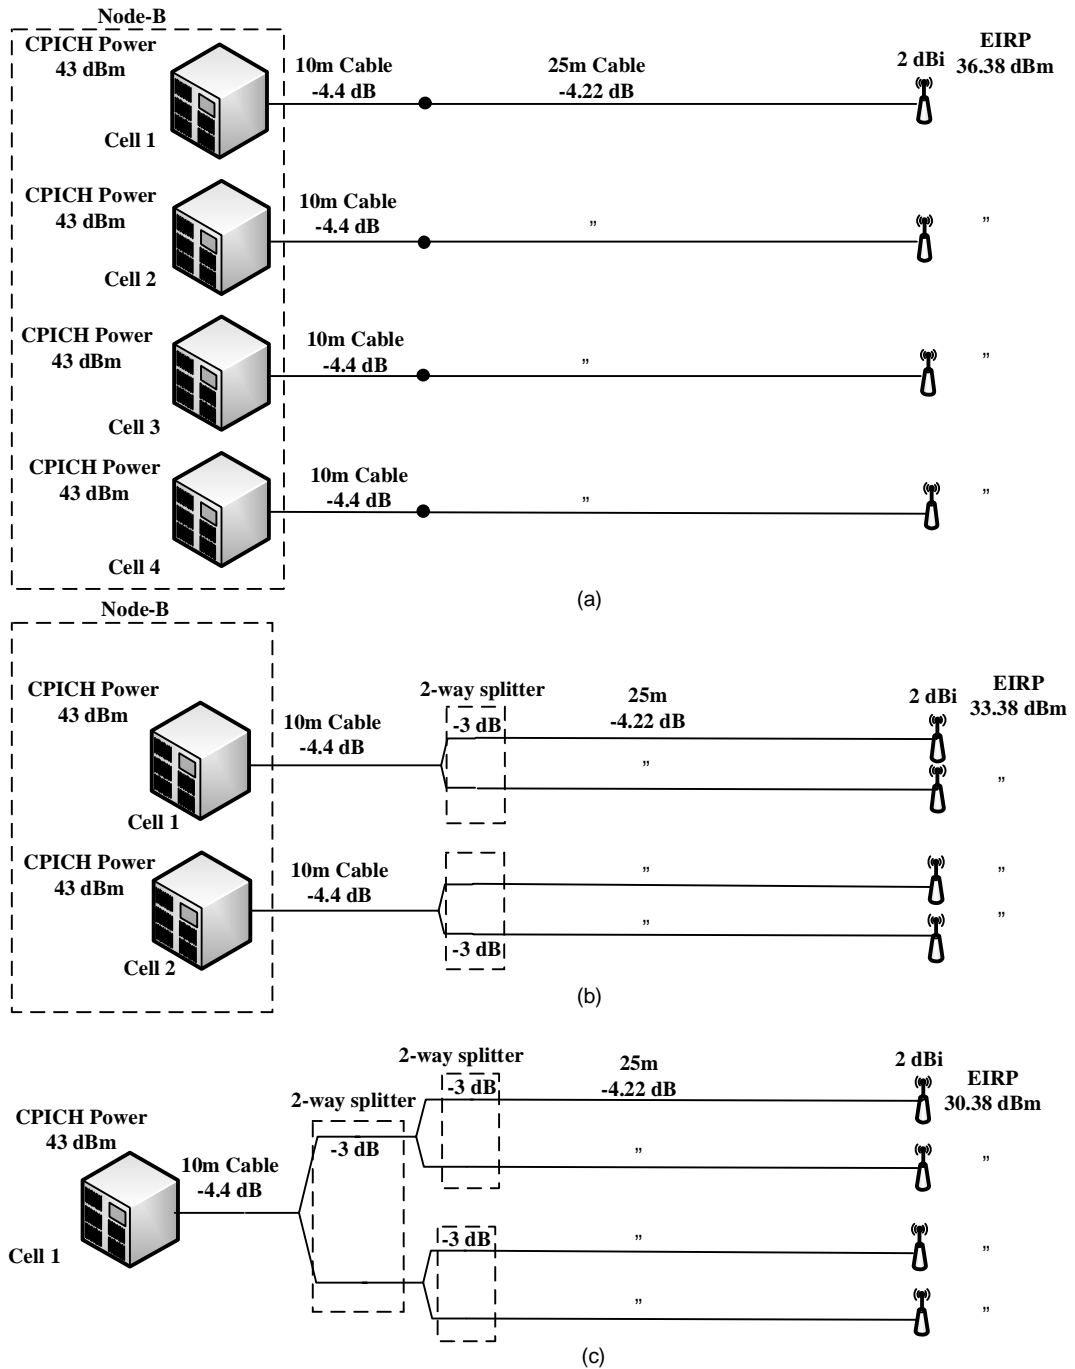 Node-B
CPICH Power
43 dBm
10m Cable
-4.4 dB
25m Cable
-4.22 dB
2 dBi
EIRP
36.38 dBm
Cell 1
CPICH Power
43 dBm
10m Cable
-4.4 dB
”
”
Cell 2
CPICH Power
43 dBm
10m Cable
-4.4 dB
”
”
Cell 3
CPICH Power
43 dBm
10m Cable
-4.4 dB
”
”
Cell 4
(a)
Node-B
CPICH Power
43 dBm
10m Cable
-4.4 dB
2-way splitter
-3 dB
25m
-4.22 dB
2 dBi
EIRP
33.38 dBm
”
”
Cell 1
CPICH Power
43 dBm
10m Cable
-4.4 dB
”
”
”
”
-3 dB
Cell 2
(b)
CPICH Power
43 dBm
10m Cable
-4.4 dB
2-way splitter
-3 dB
2-way splitter
-3 dB
25m
-4.22 dB
2 dBi
EIRP
30.38 dBm
”
”
Cell 1
-3 dB
”
”
”
”
(c)